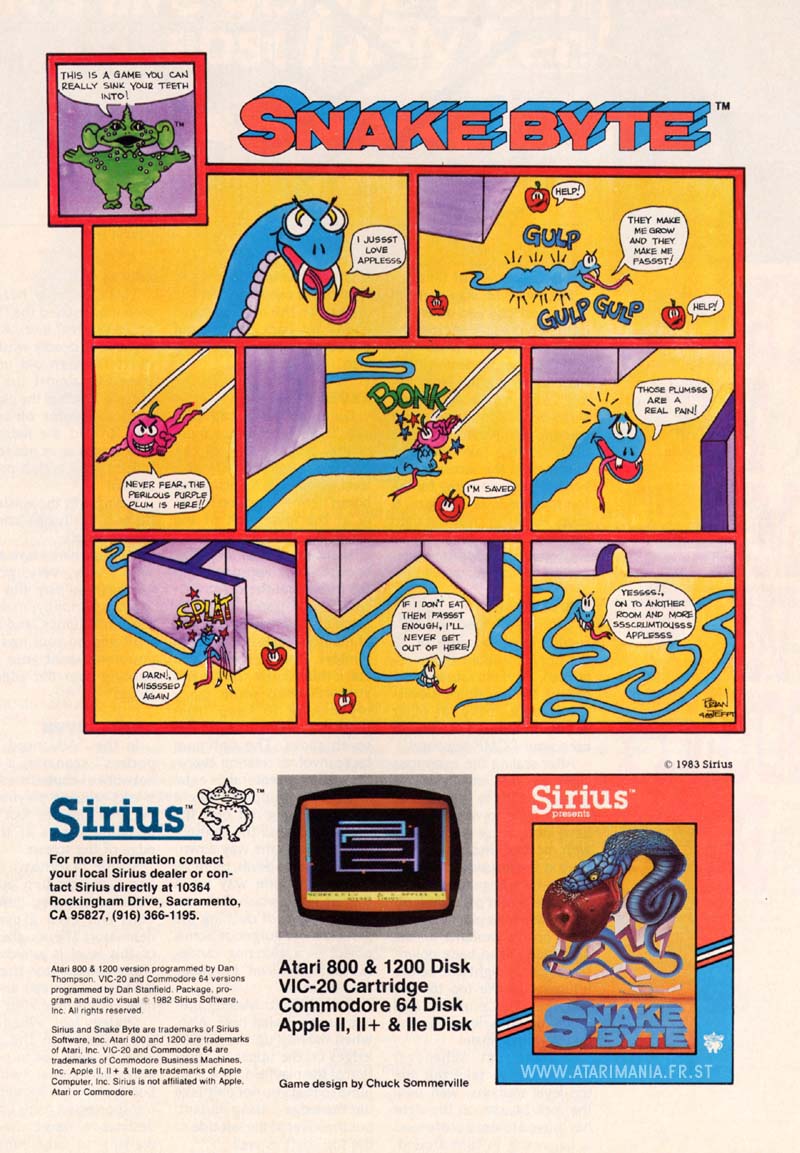 THIS IS A GAME YOU CAN
REALLY SINK YOUR TEETH
INTO!
TM
SNAKE BYTE TM
I JUSSST
LOVE
APPLESSS
HELP!
GULP
THEY MAKE
ME GROW
AND THEY
MAKE ME
FASSST!
GULP GULP
HELP!
NEVER FEAR, THE
PERILOUS PURPLE
PLUM IS HERE!!
BONK
I'M SAVED
THOSE PLUMSSS
ARE A
REAL PAIN!
SPLAT
DARN!,
MISSSSED
AGAIN
IF I DON'T EAT
THEM FASSST
ENOUGH, I'LL
NEVER GET
OUT OF HERE!
YESSSS!,
ON TO ANOTHER
ROOM AND MORE
SSSCRUMTIOUSSS
APPLESSS
© 1983 Sirius
Sirius TM
TM
For more information contact
your local Sirius dealer or con-
tact Sirius directly at 10364
Rockingham Drive, Sacramento,
CA 95827, (916) 366-1195.
Atari 800 & 1200 version programmed by Dan
Thompson. VIC-20 and Commodore 64 versions
programmed by Dan Stanfield. Package, pro-
gram and audio visual © 1982 Sirius Software,
Inc. All rights reserved.
Sirius and Snake Byte are trademarks of Sirius
Software, Inc. Atari 800 and 1200 are trademarks
of Atari, Inc. VIC-20 and Commodore 64 are
trademarks of Commodore Business Machines,
Inc. Apple II, II + & IIe are trademarks of Apple
Computer, Inc. Sirius is not affiliated with Apple,
Atari or Commodore.
Atari 800 & 1200 Disk
VIC-20 Cartridge
Commodore 64 Disk
Apple II, II+ & IIe Disk
Game design by Chuck Sommerville
Sirius TM
presents
SNAKE
BYTE
WWW.ATARIMANIA.FR.ST